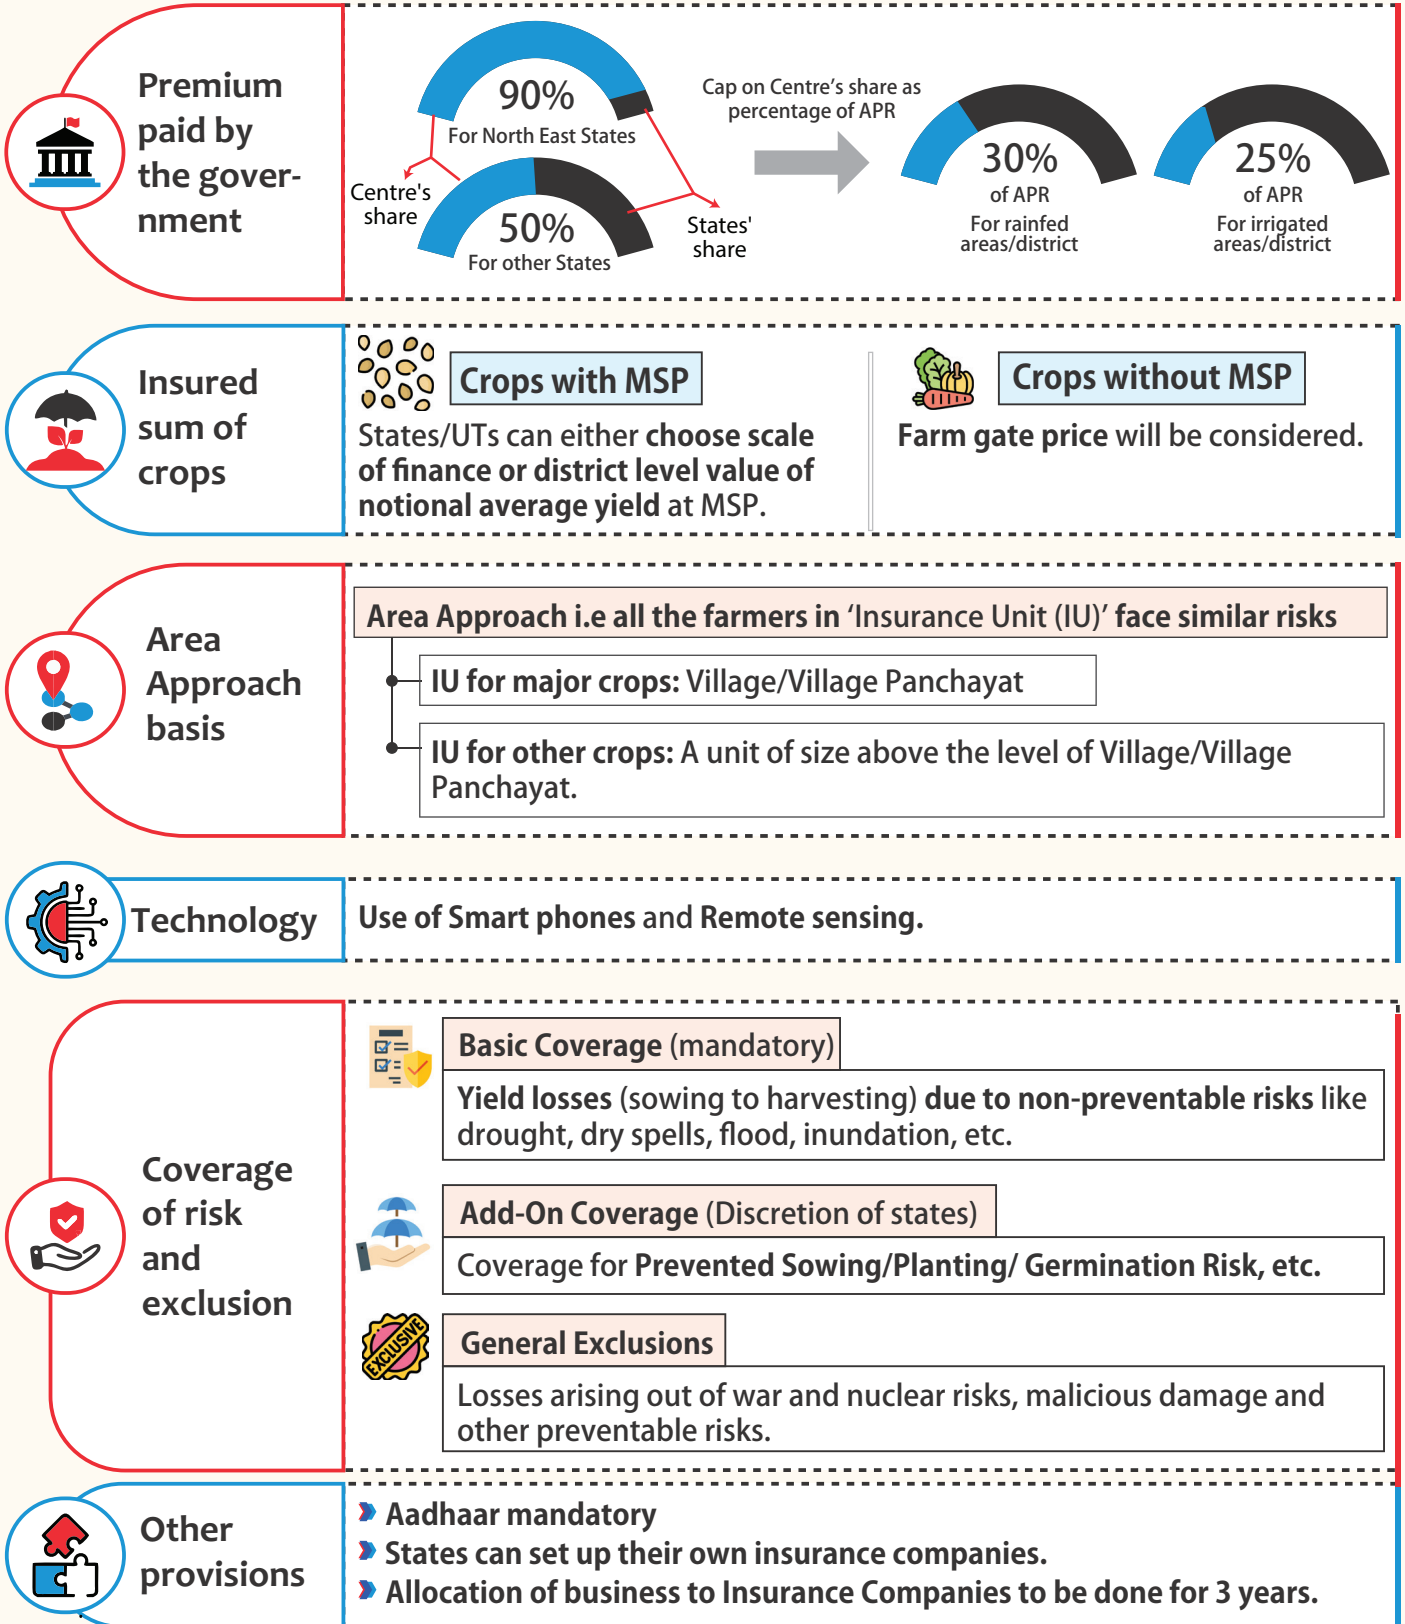 Premium
paid by
the gover-
nment
90%
For North East States
Centre's
share
50%
For other States
States'
share
Cap on Centre’s share as
percentage of APR
30%
of APR
For rainfed
areas/district
25%
of APR
For irrigated
areas/district
Insured
sum of
crops
Crops with MSP
States/UTs can either choose scale
of finance or district level value of
notional average yield at MSP.
Crops without MSP
Farm gate price will be considered.
Area
Approach
basis
Area Approach i.e all the farmers in ‘Insurance Unit (IU)’ face similar risks
IU for major crops: Village/Village Panchayat
IU for other crops: A unit of size above the level of Village/Village
Panchayat.
Technology
Use of Smart phones and Remote sensing.
Coverage
of risk
and
exclusion
Basic Coverage (mandatory)
Yield losses (sowing to harvesting) due to non-preventable risks like
drought, dry spells, flood, inundation, etc.
Add-On Coverage (Discretion of states)
Coverage for Prevented Sowing/Planting/ Germination Risk, etc.
EXCLUSIVE
General Exclusions
Losses arising out of war and nuclear risks, malicious damage and
other preventable risks.
Other
provisions
Aadhaar mandatory
States can set up their own insurance companies.
Allocation of business to Insurance Companies to be done for 3 years.